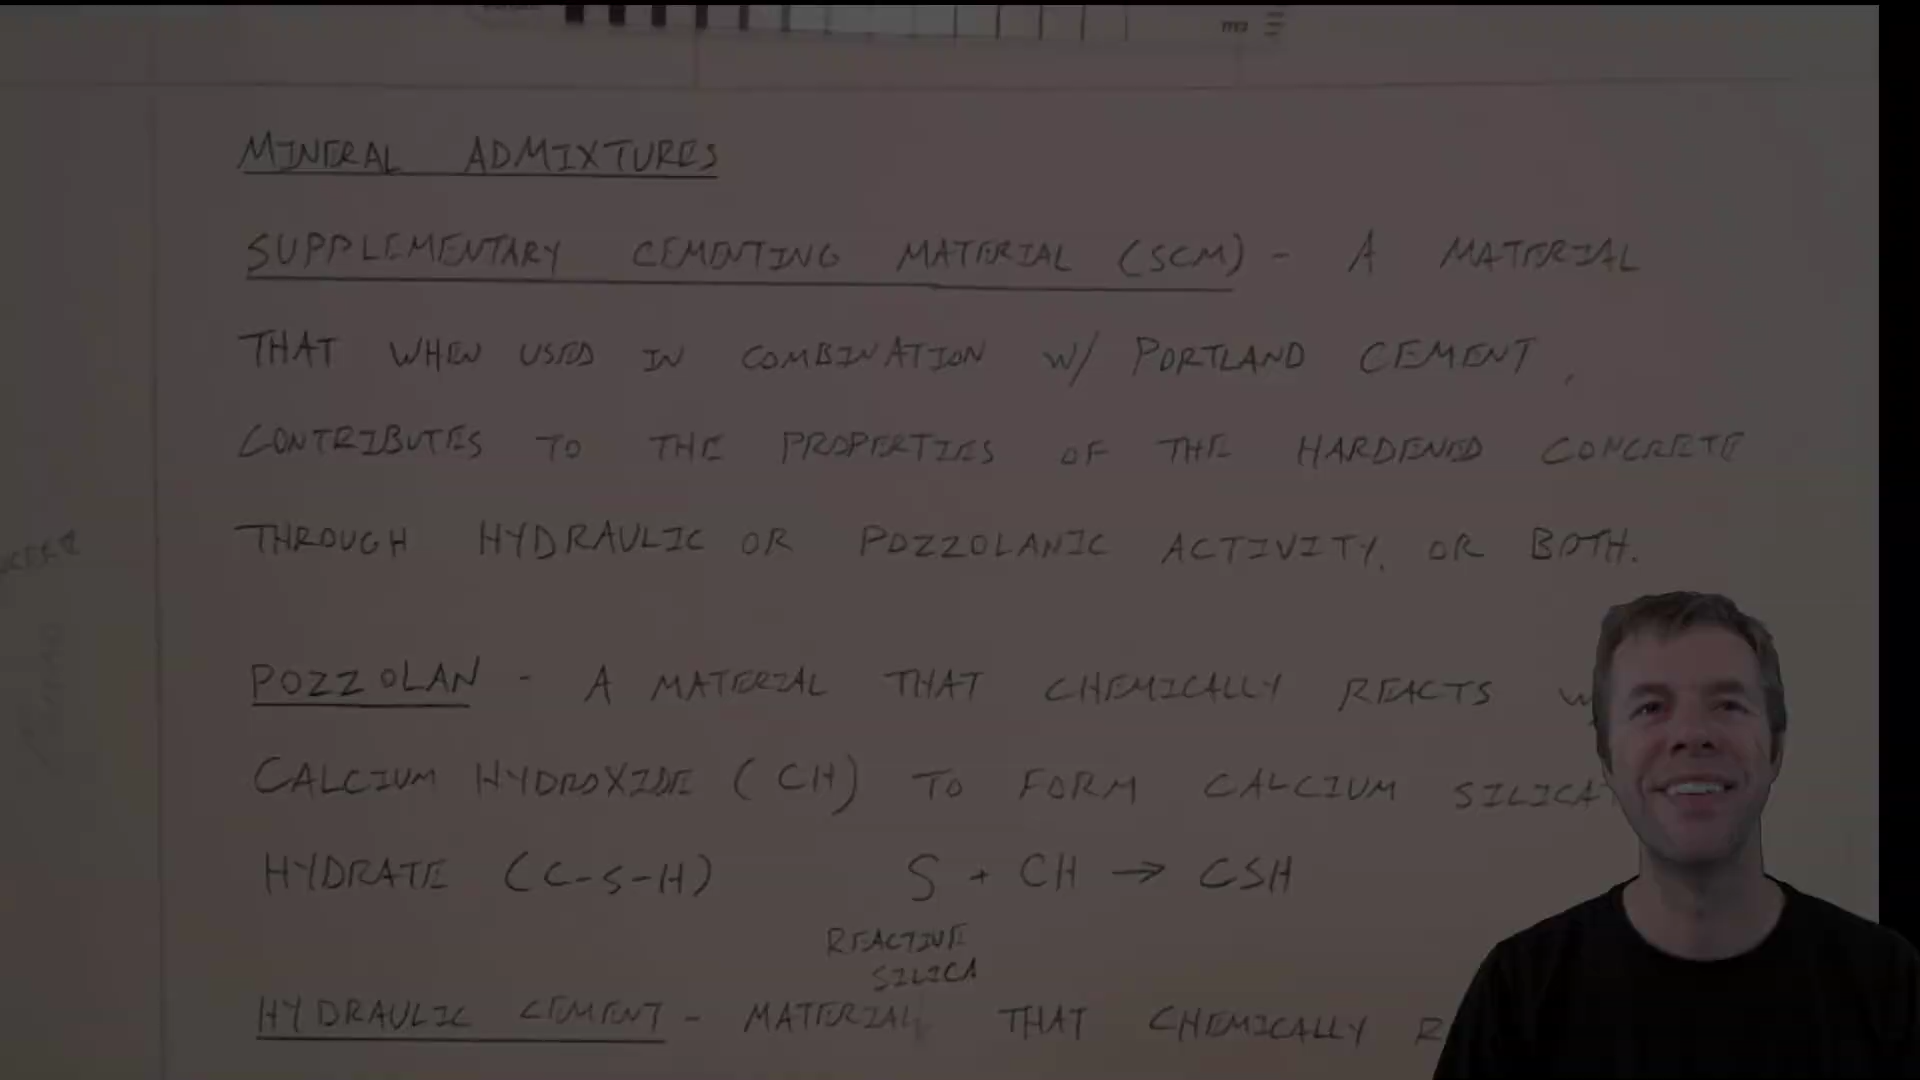 MINERAL ADMIXTURES
SUPPLEMENTARY CEMENTING MATERIAL (SCM) - A MATERIAL
THAT WHEN USED IN COMBINATION W/ PORTLAND CEMENT,
CONTRIBUTES TO THE PROPERTIES OF THE HARDENED CONCRETE
THROUGH HYDRAULIC OR POZZOLANIC ACTIVITY, OR BOTH.
POZZOLAN - A MATERIAL THAT CHEMICALLY REACTS W
CALCIUM HYDROXIDE (CH) TO FORM CALCIUM SILICA
HYDRATE (C-S-H) S + CH → CSH
REACTIVE
SILICA
HYDRAULIC CEMENT - MATERIAL THAT CHEMICALLY R